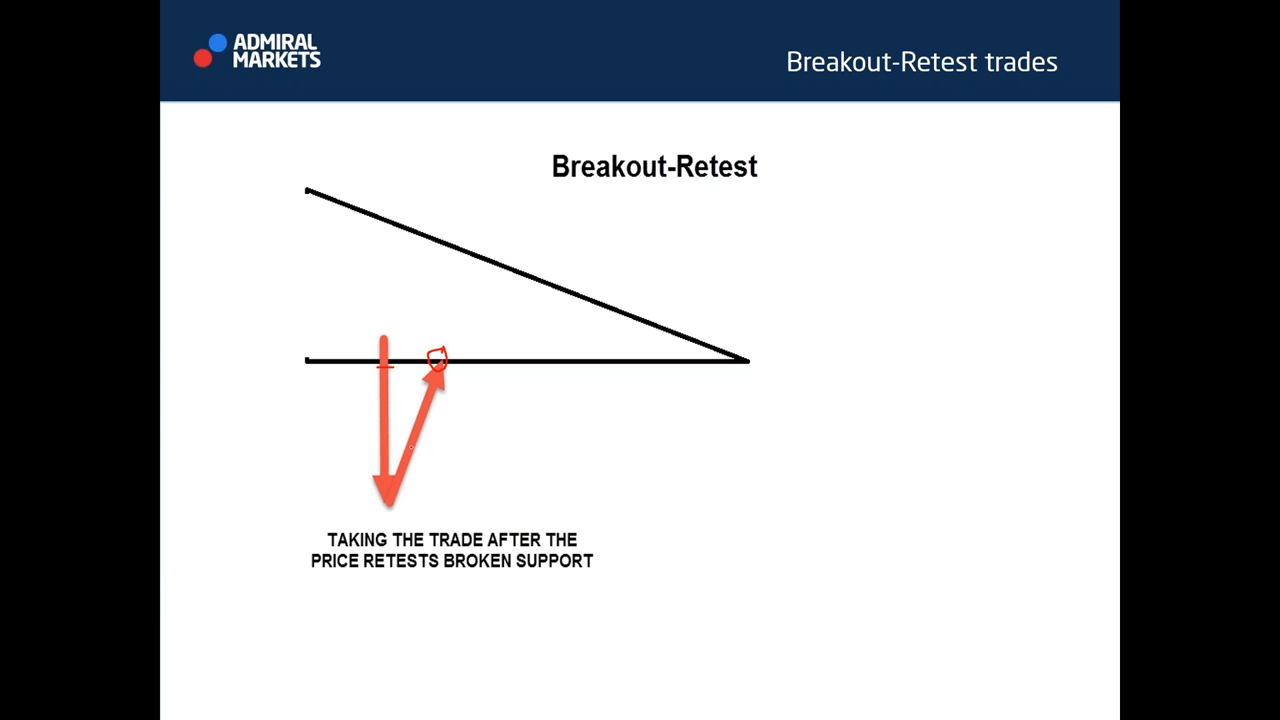 ADMIRAL
MARKETS
Breakout-Retest trades
Breakout-Retest
TAKING THE TRADE AFTER THE
PRICE RETESTS BROKEN SUPPORT